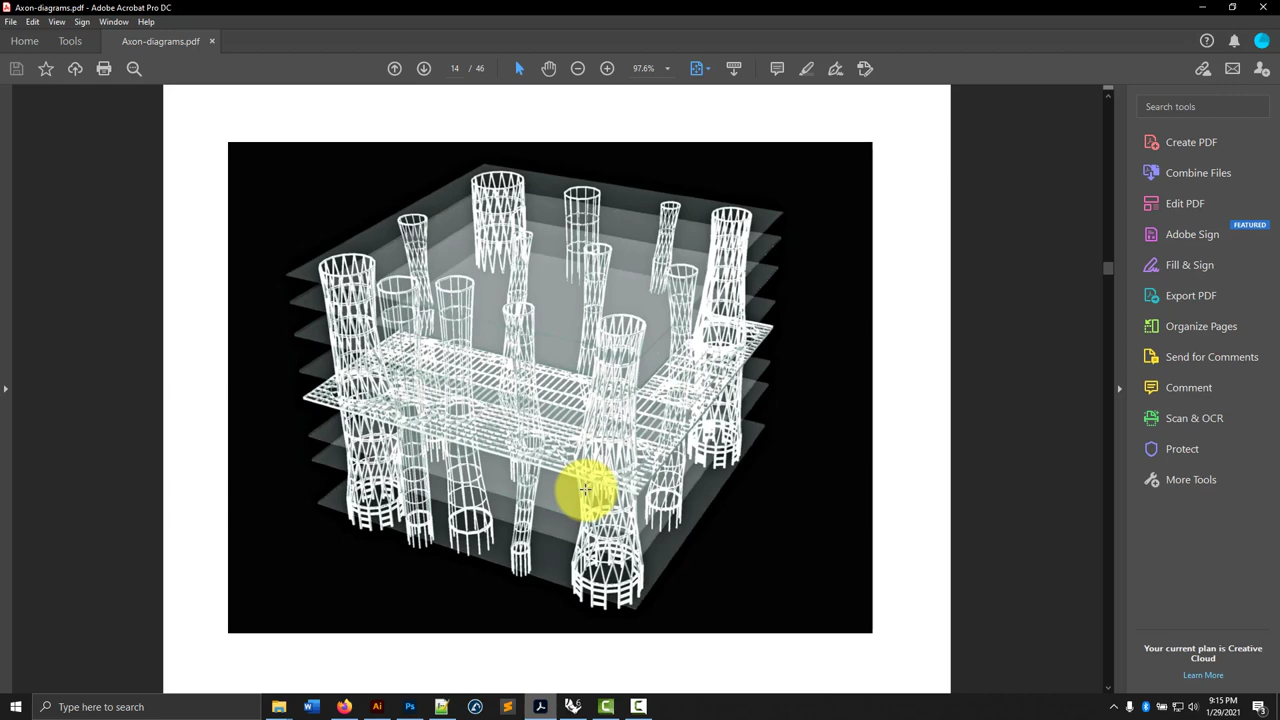 Axon-diagrams.pdf - Adobe Acrobat Pro DC
File Edit View Sign Window Help
Home Tools Axon-diagrams.pdf ×
14 / 46 97.6%
Search tools
Create PDF
Combine Files
Edit PDF
FEATURED
Adobe Sign
Fill & Sign
Export PDF
Organize Pages
Send for Comments
Comment
Scan & OCR
Protect
More Tools
Your current plan is Creative
Cloud
Learn More
Type here to search
Ai Ps
9:15 PM
1/29/2021